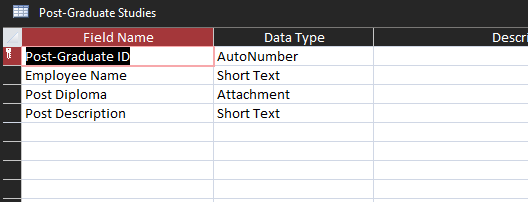 Post-Graduate Studies
Field Name Data Type Descri
Post-Graduate ID AutoNumber
Employee Name Short Text
Post Diploma Attachment
Post Description Short Text